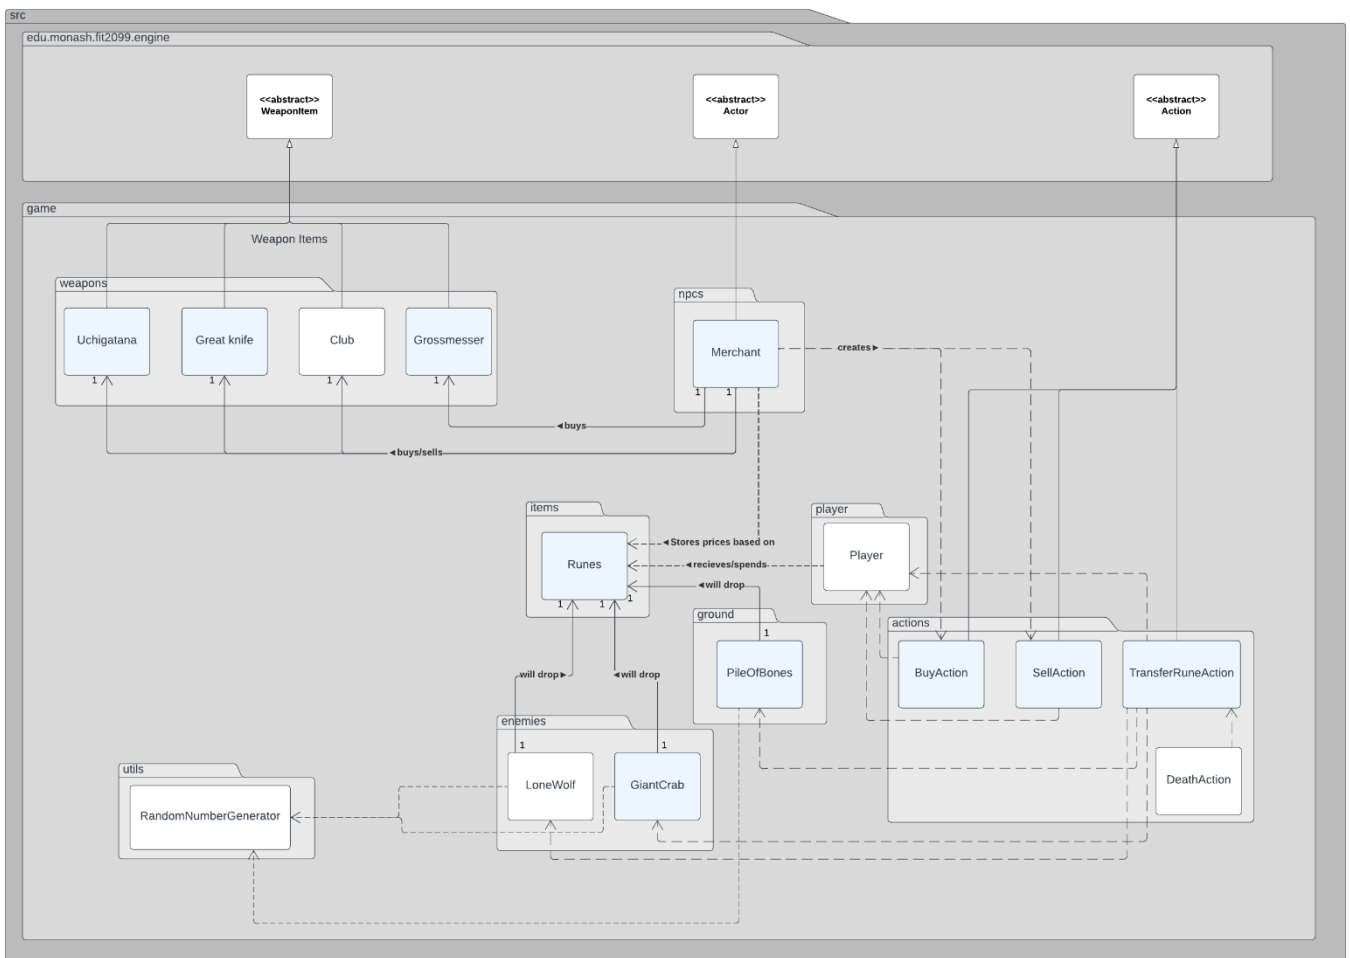 src
edu.monash.fit2099.engine
<<abstract>>
WeaponItem
<<abstract>>
Actor
<<abstract>>
Action
game
Weapon Items
weapons
Uchigatana
Great knife
Club
Grossmesser
1
1
1
1
npcs
Merchant
creates►
1
1
◄buys
◄buys/sells
items
Runes
1
1
1
◄Stores prices based on
◄recieves/spends
◄will drop
player
Player
ground
1
PileOfBones
actions
BuyAction
SellAction
TransferRuneAction
DeathAction
will drop►
◄will drop
enemies
1
1
LoneWolf
GiantCrab
utils
RandomNumberGenerator